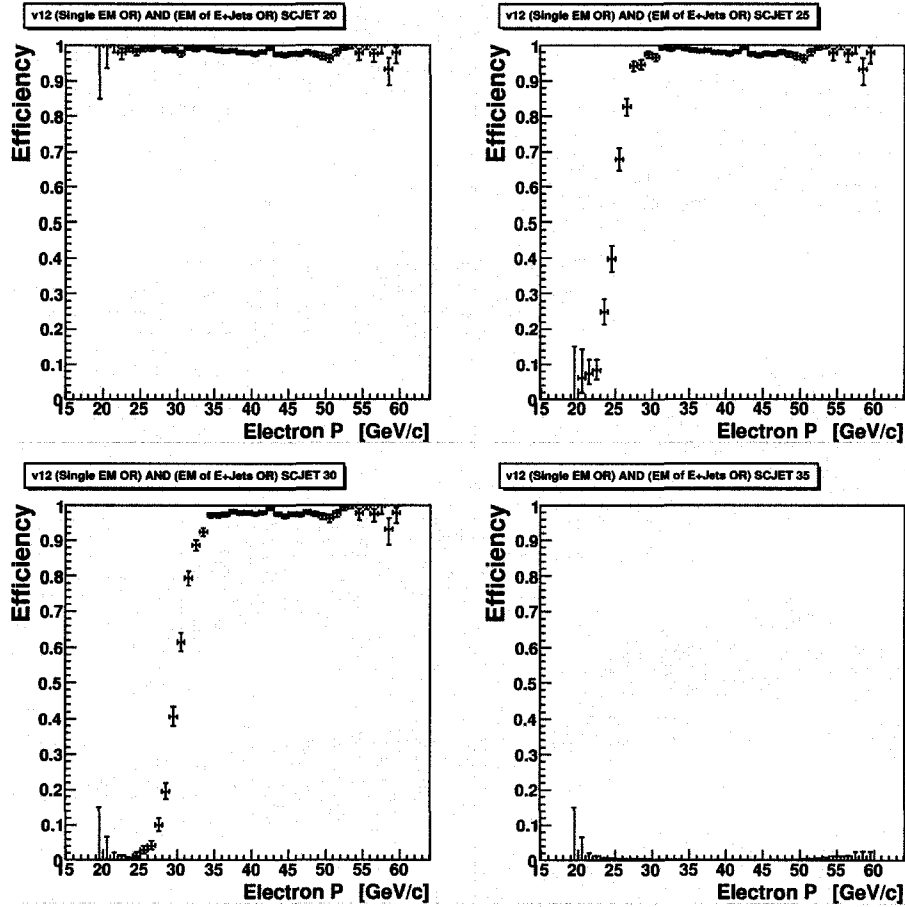 v12 (Single EM OR) AND (EM of E+Jets OR) SCJET 20
Efficiency
1
0.9
0.8
0.7
0.6
0.5
0.4
0.3
0.2
0.1
0
15 20 25 30 35 40 45 50 55 60
Electron P [GeV/c]
v12 (Single EM OR) AND (EM of E+Jets OR) SCJET 25
Efficiency
1
0.9
0.8
0.7
0.6
0.5
0.4
0.3
0.2
0.1
0
15 20 25 30 35 40 45 50 55 60
Electron P [GeV/c]
v12 (Single EM OR) AND (EM of E+Jets OR) SCJET 30
Efficiency
1
0.9
0.8
0.7
0.6
0.5
0.4
0.3
0.2
0.1
0
15 20 25 30 35 40 45 50 55 60
Electron P [GeV/c]
v12 (Single EM OR) AND (EM of E+Jets OR) SCJET 35
Efficiency
1
0.9
0.8
0.7
0.6
0.5
0.4
0.3
0.2
0.1
0
15 20 25 30 35 40 45 50 55 60
Electron P [GeV/c]